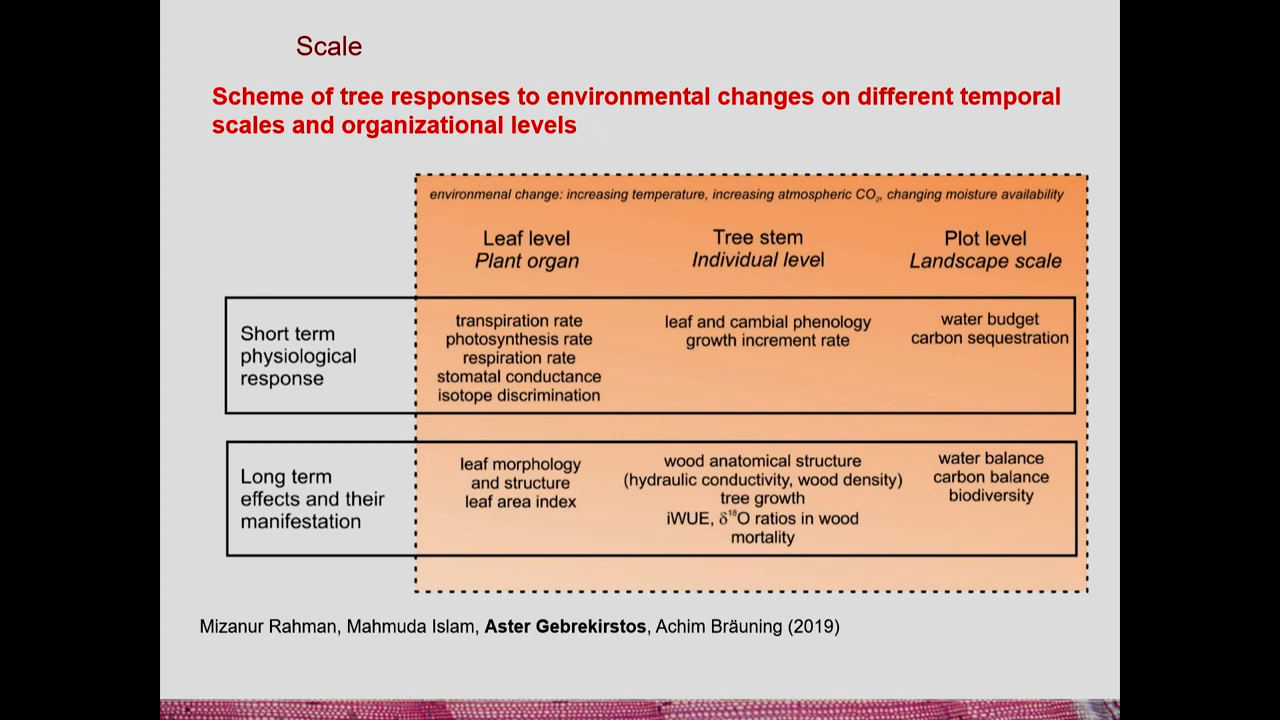 Scale
Scheme of tree responses to environmental changes on different temporal
scales and organizational levels
environmenal change: increasing temperature, increasing atmospheric CO₂, changing moisture availability
Leaf level
Plant organ
Tree stem
Individual level
Plot level
Landscape scale
Short term
physiological
response
transpiration rate
photosynthesis rate
respiration rate
stomatal conductance
isotope discrimination
leaf and cambial phenology
growth increment rate
water budget
carbon sequestration
Long term
effects and their
manifestation
leaf morphology
and structure
leaf area index
wood anatomical structure
(hydraulic conductivity, wood density)
tree growth
iWUE, δ¹⁸O ratios in wood
mortality
water balance
carbon balance
biodiversity
Mizanur Rahman, Mahmuda Islam, Aster Gebrekirstos, Achim Bräuning (2019)